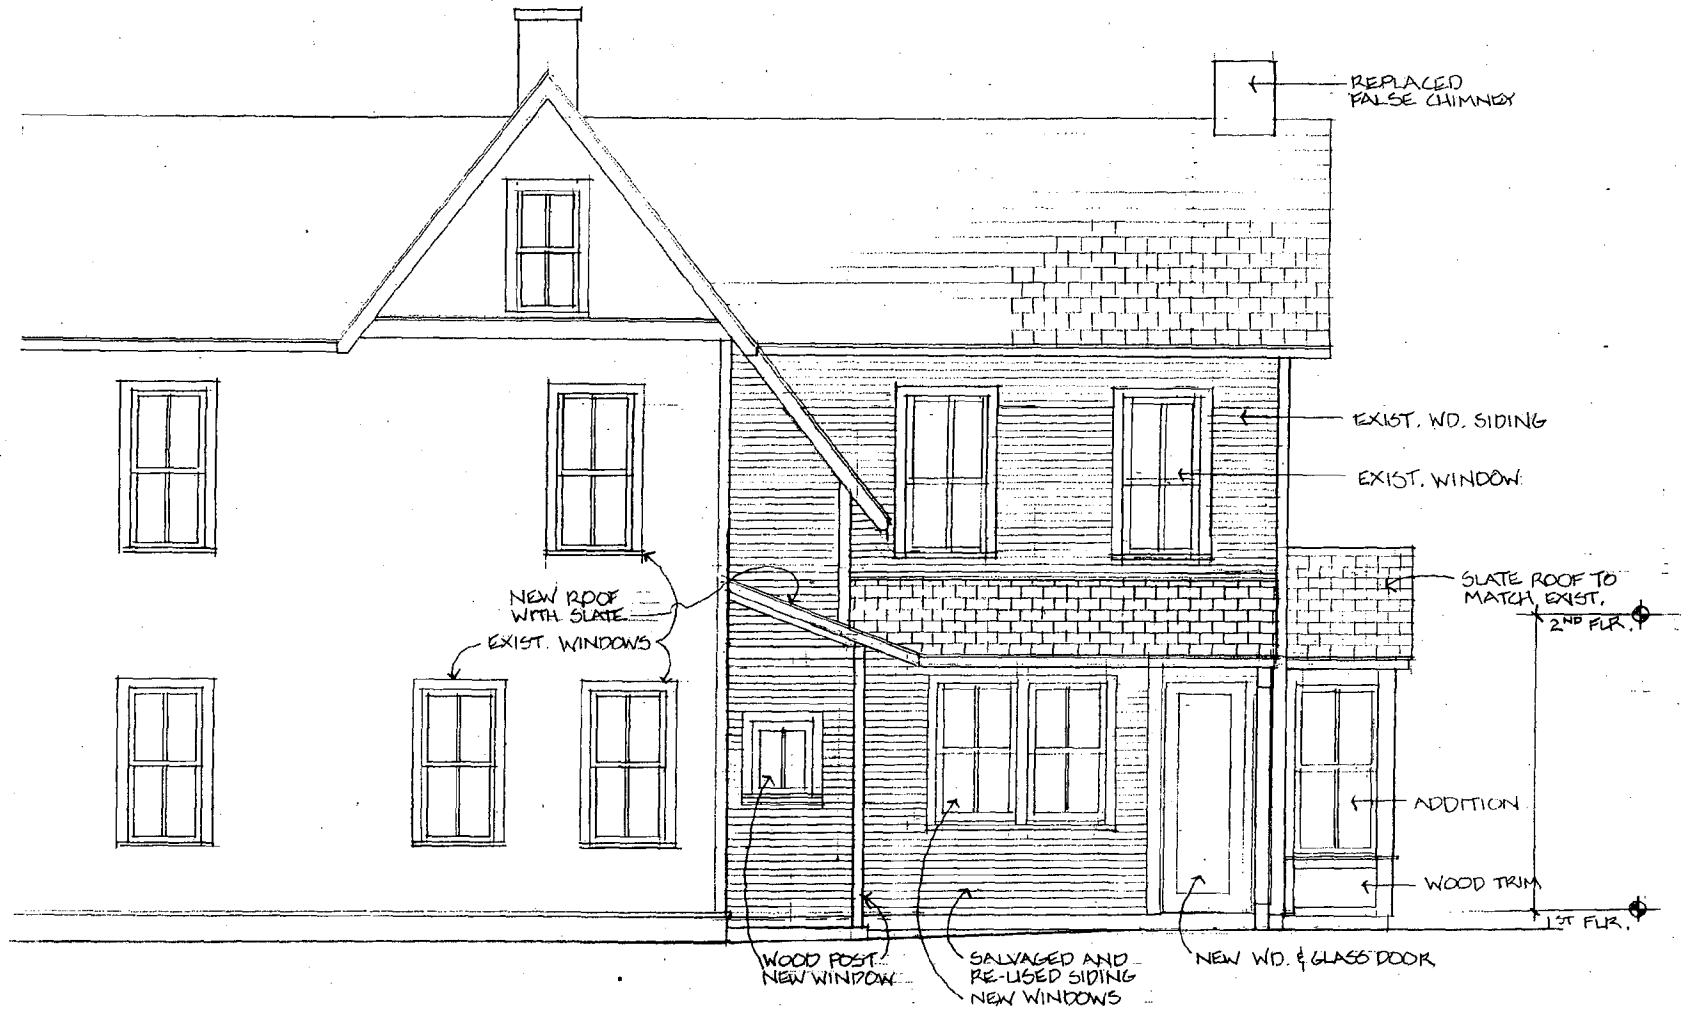 REPLACED
FALSE CHIMNEY
EXIST. WD. SIDING
EXIST. WINDOW
NEW ROOF
WITH SLATE
EXIST. WINDOWS
SLATE ROOF TO
MATCH EXIST.
2ND FLR.
ADDITION
WOOD TRIM
1ST FLR.
WOOD POST
NEW WINDOW
SALVAGED AND
RE-USED SIDING
NEW WINDOWS
NEW WD. & GLASS DOOR